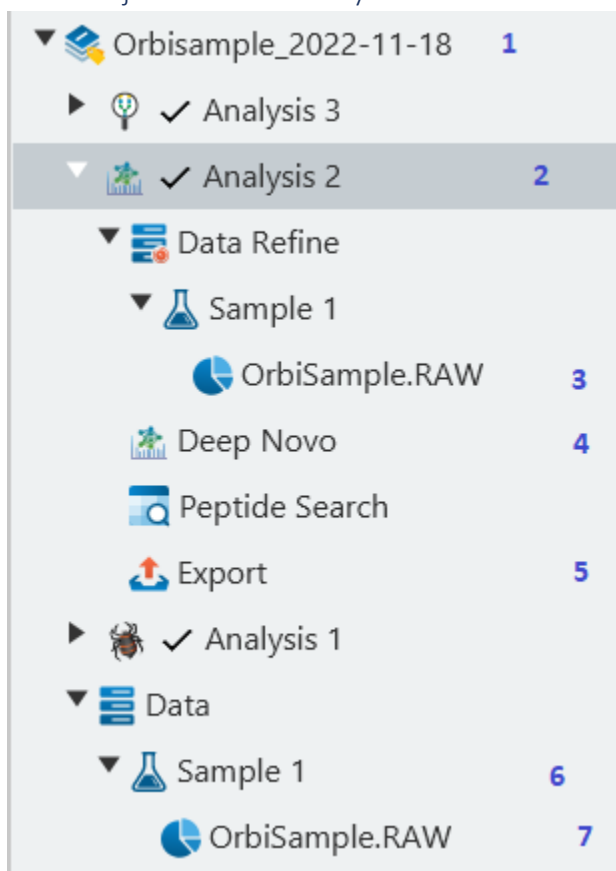 Orbisample_2022-11-18 1
Analysis 3
Analysis 2 2
Data Refine
Sample 1
OrbiSample.RAW 3
Deep Novo 4
Peptide Search
Export 5
Analysis 1
Data
Sample 1 6
OrbiSample.RAW 7